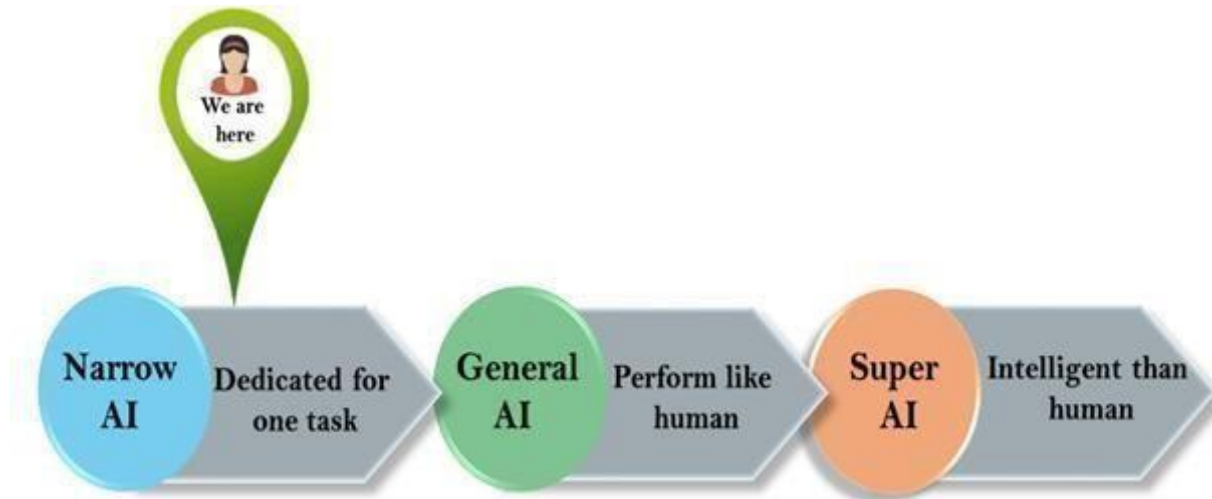 We are
here
Narrow
AI
Dedicated for
one task
General
AI
Perform like
human
Super
AI
Intelligent than
human